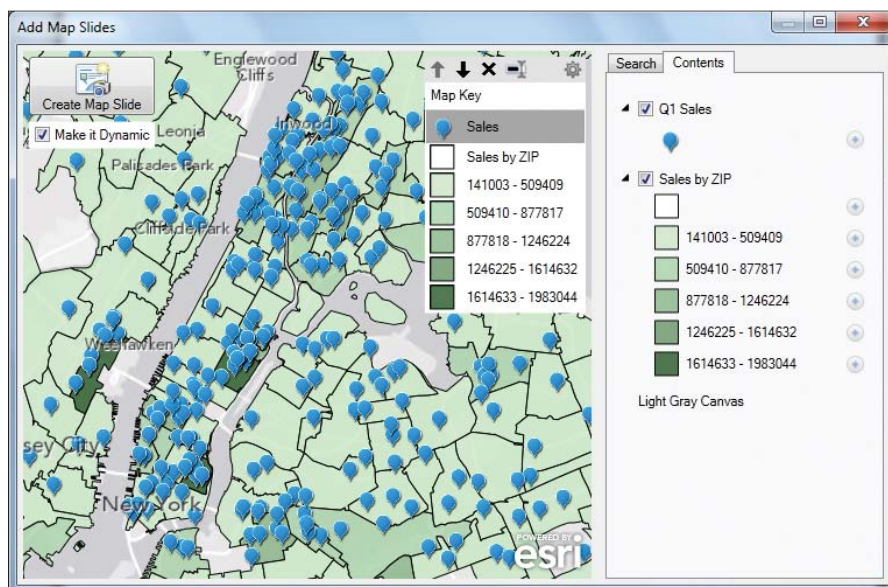 Add Map Slides
Create Map Slide
Make it Dynamic
Englewood
Cliffs
Leonia
Inwood
Palisades Park
Cliffside Park
Weehawken
sey City
New York
Map Key
Sales
Sales by ZIP
141003 - 509409
509410 - 877817
877818 - 1246224
1246225 - 1614632
1614633 - 1983044
POWERED BY
esri
Search
Contents
Q1 Sales
Sales by ZIP
141003 - 509409
509410 - 877817
877818 - 1246224
1246225 - 1614632
1614633 - 1983044
Light Gray Canvas